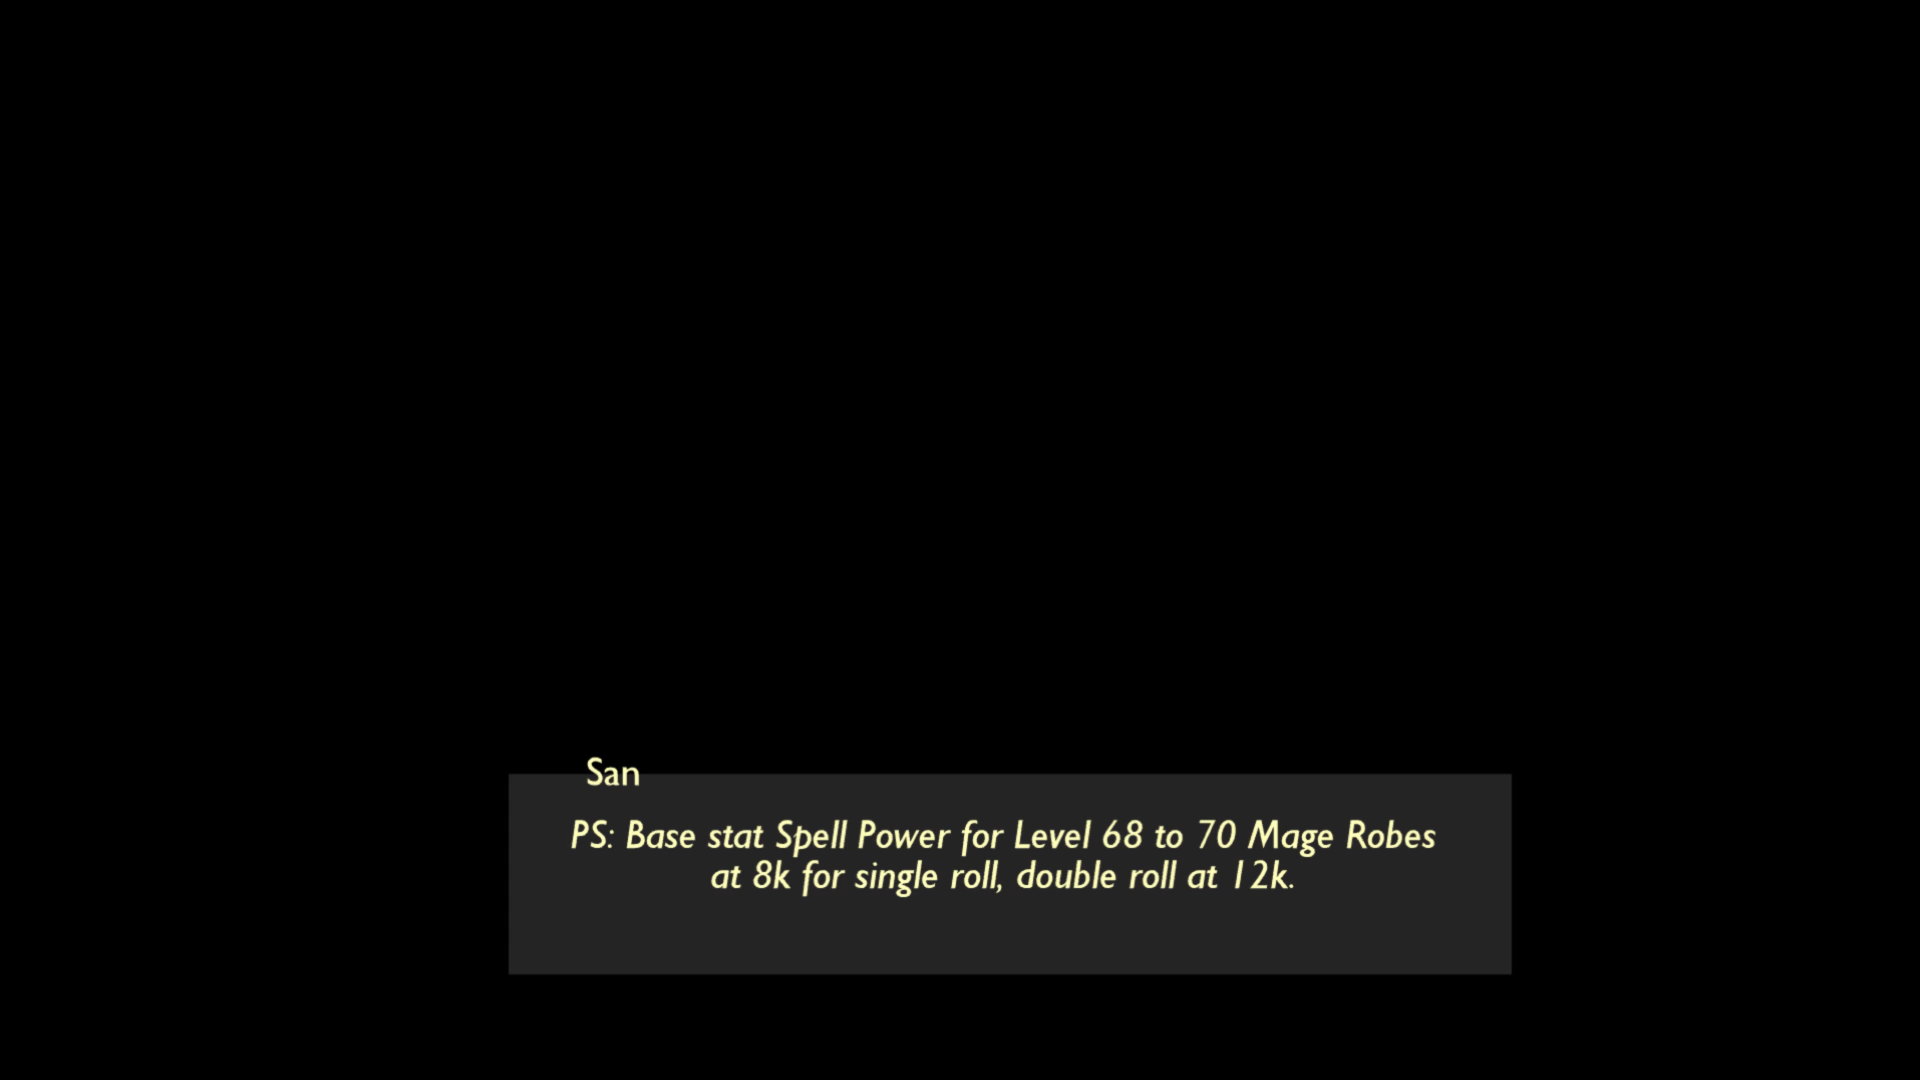 San
PS: Base stat Spell Power for Level 68 to 70 Mage Robes
at 8k for single roll, double roll at 12k.